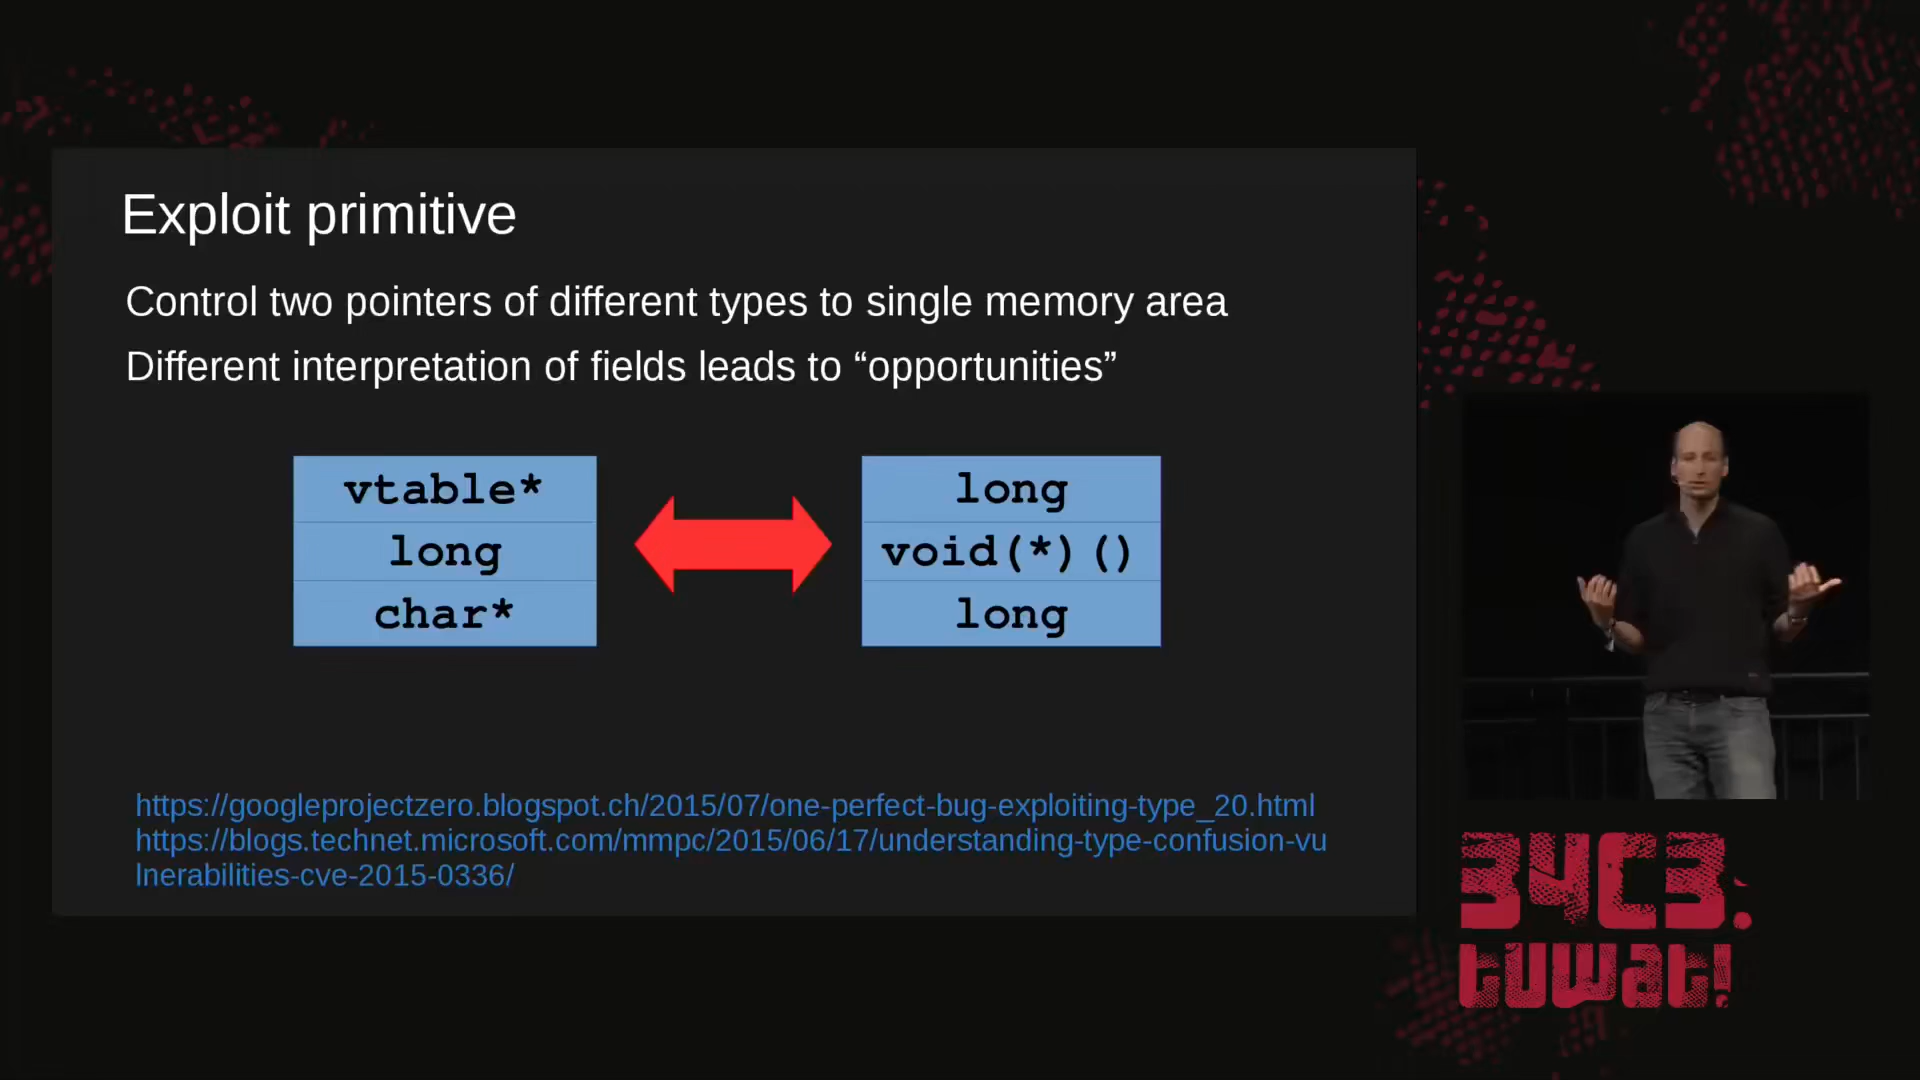 Exploit primitive
Control two pointers of different types to single memory area
Different interpretation of fields leads to “opportunities”
vtable*
long
char*
long
void(*)()
long
https://googleprojectzero.blogspot.ch/2015/07/one-perfect-bug-exploiting-type_20.html
https://blogs.technet.microsoft.com/mmpc/2015/06/17/understanding-type-confusion-vu
lnerabilities-cve-2015-0336/
34C3.
tuwat!